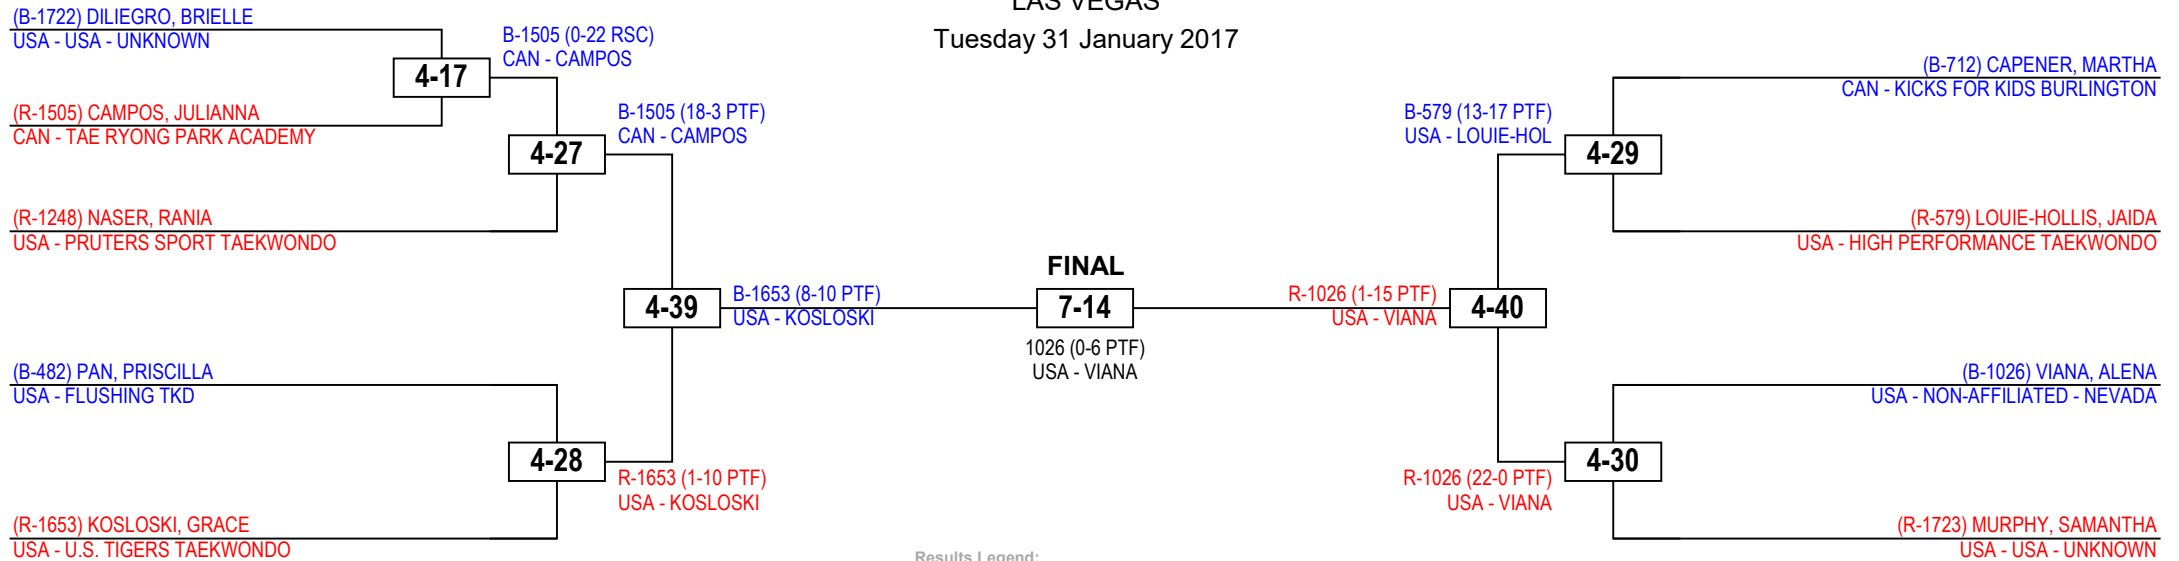 LAS VEGAS
Tuesday 31 January 2017
(B-1722) DILIEGRO, BRIELLE
USA - USA - UNKNOWN
4-17
(R-1505) CAMPOS, JULIANNA
CAN - TAE RYONG PARK ACADEMY
B-1505 (0-22 RSC)
CAN - CAMPOS
4-27
(R-1248) NASER, RANIA
USA - PRUTERS SPORT TAEKWONDO
B-1505 (18-3 PTF)
CAN - CAMPOS
4-39
(B-482) PAN, PRISCILLA
USA - FLUSHING TKD
4-28
(R-1653) KOSLOSKI, GRACE
USA - U.S. TIGERS TAEKWONDO
R-1653 (1-10 PTF)
USA - KOSLOSKI
B-1653 (8-10 PTF)
USA - KOSLOSKI
FINAL
7-14
1026 (0-6 PTF)
USA - VIANA
R-1026 (1-15 PTF)
USA - VIANA
4-40
B-579 (13-17 PTF)
USA - LOUIE-HOL
4-29
(B-712) CAPENER, MARTHA
CAN - KICKS FOR KIDS BURLINGTON
(R-579) LOUIE-HOLLIS, JAIDA
USA - HIGH PERFORMANCE TAEKWONDO
R-1026 (22-0 PTF)
USA - VIANA
4-30
(B-1026) VIANA, ALENA
USA - NON-AFFILIATED - NEVADA
(R-1723) MURPHY, SAMANTHA
USA - USA - UNKNOWN
Results Legend: